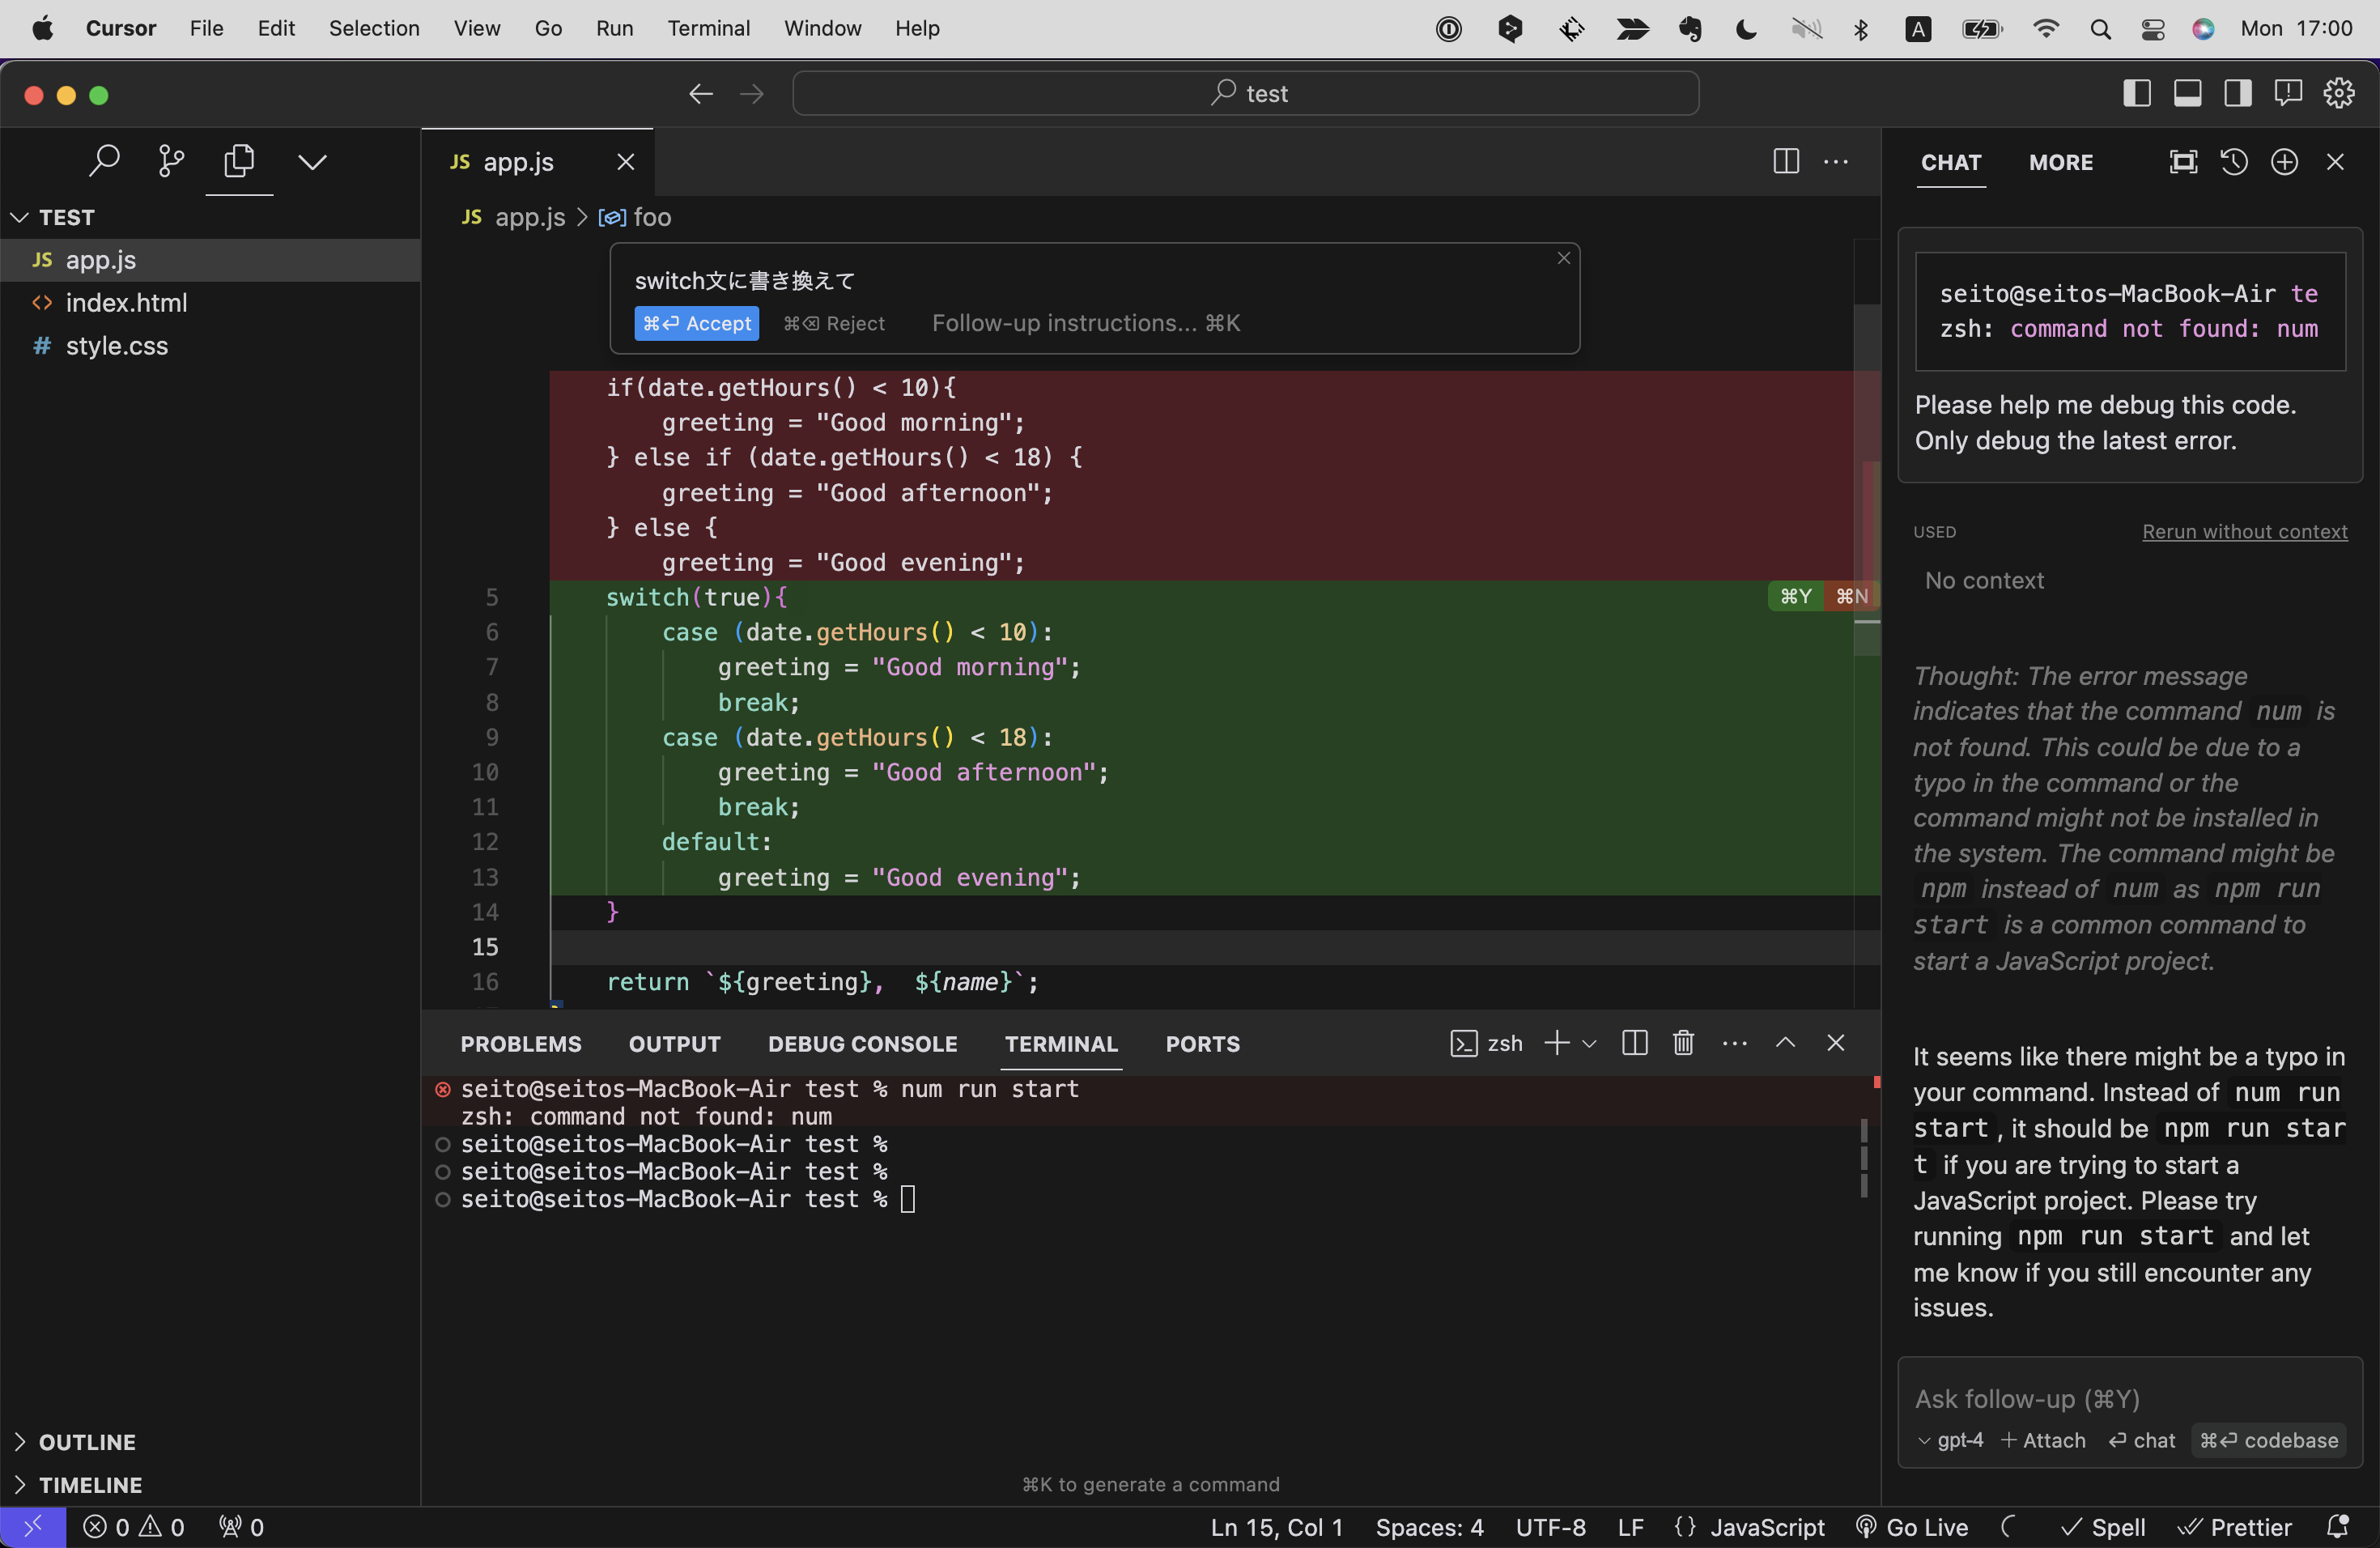 Cursor File Edit Selection View Go Run Terminal Window Help
A Mon 17:00
test
JS app.js
CHAT MORE
TEST
JS app.js
<> index.html
# style.css
JS app.js > foo
switch文に書き換えて
⌘⏎ Accept ⌘⌫ Reject Follow-up instructions... ⌘K
if(date.getHours() < 10){
greeting = "Good morning";
} else if (date.getHours() < 18) {
greeting = "Good afternoon";
} else {
greeting = "Good evening";
5 switch(true){ ⌘Y ⌘N
6 case (date.getHours() < 10):
7 greeting = "Good morning";
8 break;
9 case (date.getHours() < 18):
10 greeting = "Good afternoon";
11 break;
12 default:
13 greeting = "Good evening";
14 }
15
16 return `${greeting},  ${name}`;
PROBLEMS OUTPUT DEBUG CONSOLE TERMINAL PORTS
zsh
seito@seitos-MacBook-Air test % num run start
zsh: command not found: num
seito@seitos-MacBook-Air test %
seito@seitos-MacBook-Air test %
seito@seitos-MacBook-Air test %
⌘K to generate a command
seito@seitos-MacBook-Air te
zsh: command not found: num
Please help me debug this code.
Only debug the latest error.
USED Rerun without context
No context
Thought: The error message
indicates that the command num is
not found. This could be due to a
typo in the command or the
command might not be installed in
the system. The command might be
npm instead of num as npm run
start is a common command to
start a JavaScript project.
It seems like there might be a typo in
your command. Instead of num run
start , it should be npm run star
t if you are trying to start a
JavaScript project. Please try
running npm run start and let
me know if you still encounter any
issues.
Ask follow-up (⌘Y)
gpt-4 + Attach ⏎ chat ⌘⏎ codebase
OUTLINE
TIMELINE
0 0 0
Ln 15, Col 1 Spaces: 4 UTF-8 LF {} JavaScript Go Live Spell Prettier